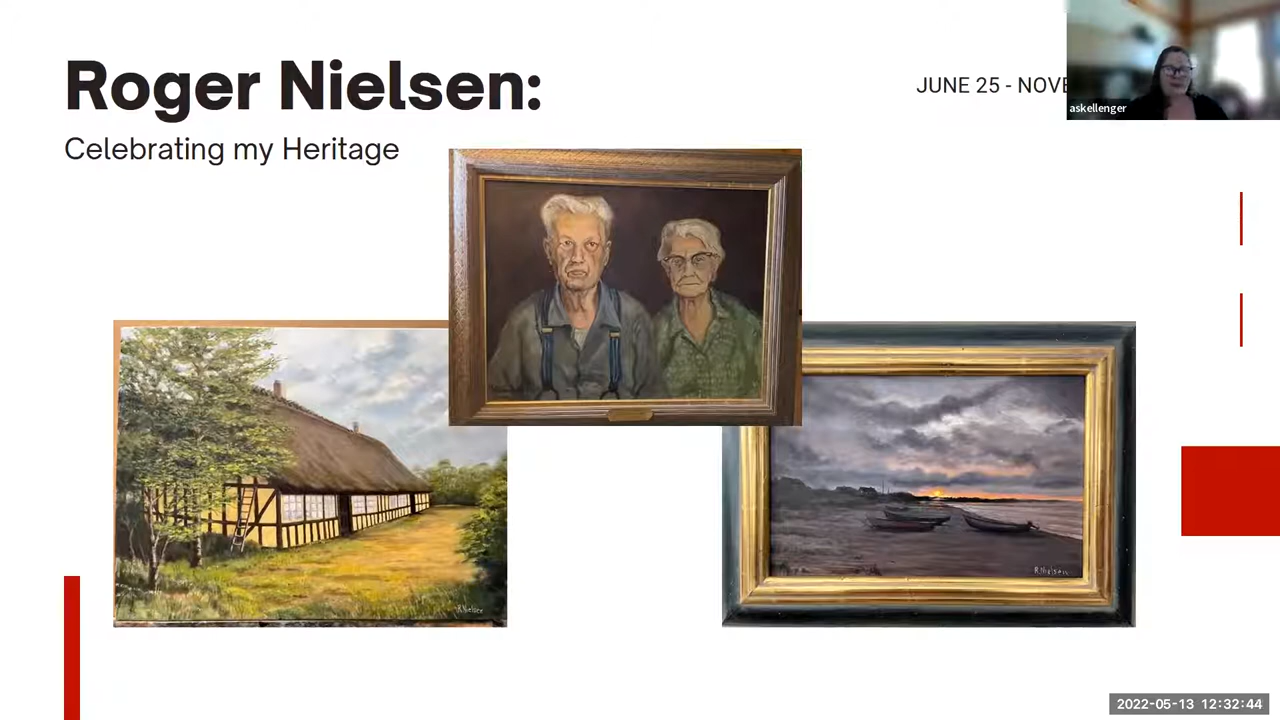 Roger Nielsen:
Celebrating my Heritage
JUNE 25 - NOVE
askellenger
R.Nielsen
R.Nielsen
2022-05-13 12:32:44